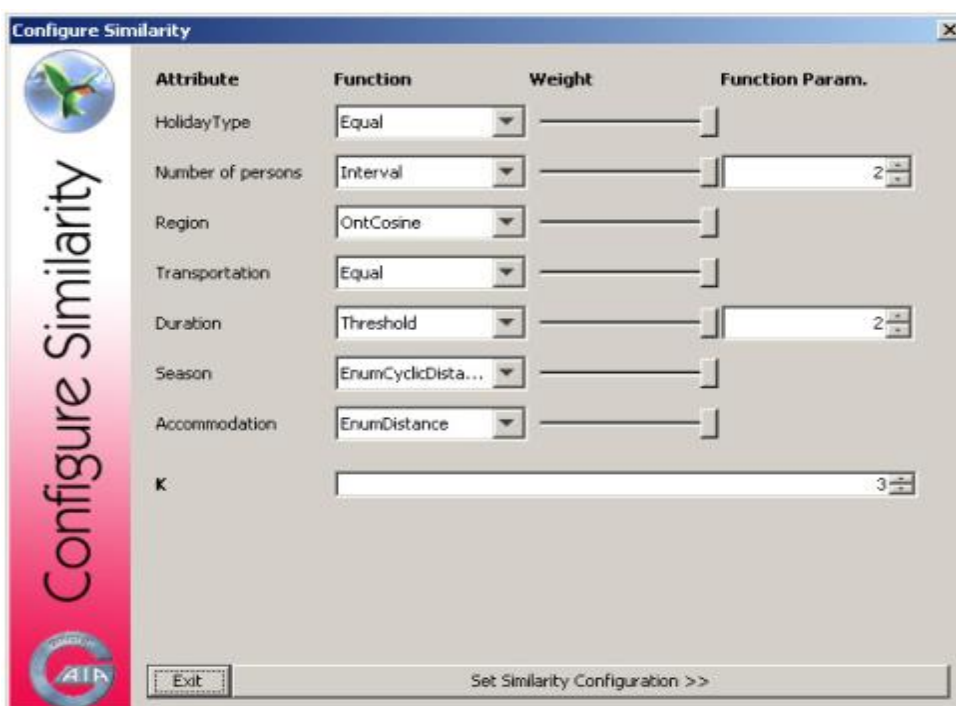 Configure Similarity
Configure Similarity
Attribute Function Weight Function Param.
HolidayType Equal
Number of persons Interval 2
Region OntCosine
Transportation Equal
Duration Threshold 2
Season EnumCyclicDista...
Accommodation EnumDistance
K 3
GAIA
Exit Set Similarity Configuration >>